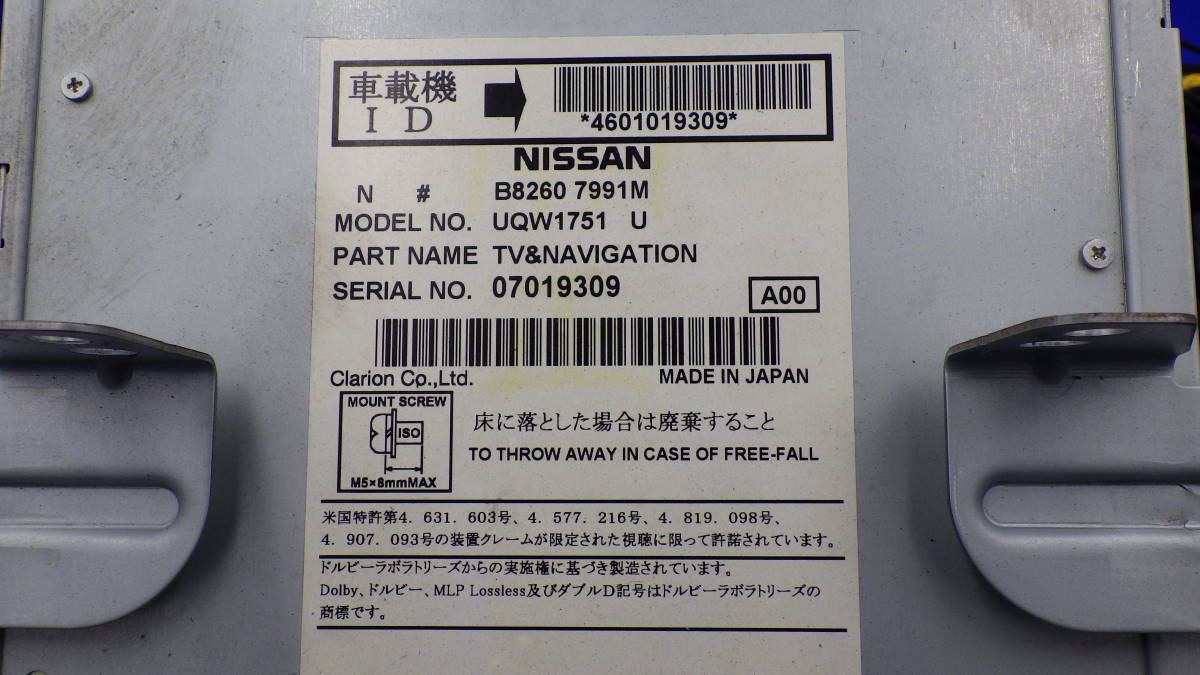 車載機
I D
*4601019309*
NISSAN
N # B8260 7991M
MODEL NO. UQW1751 U
PART NAME TV&NAVIGATION
SERIAL NO. 07019309
A00
Clarion Co.,Ltd. MADE IN JAPAN
MOUNT SCREW
ISO
M5×8mmMAX
床に落とした場合は廃棄すること
TO THROW AWAY IN CASE OF FREE-FALL
米国特許第4. 631. 603号、4. 577. 216号、4. 819. 098号、
4. 907. 093号の装置クレームが限定された視聴に限って許諾されています。
ドルビーラボラトリーズからの実施権に基づき製造されています。
Dolby、ドルビー、MLP Lossless及びダブルD記号はドルビーラボラトリーズの
商標です。